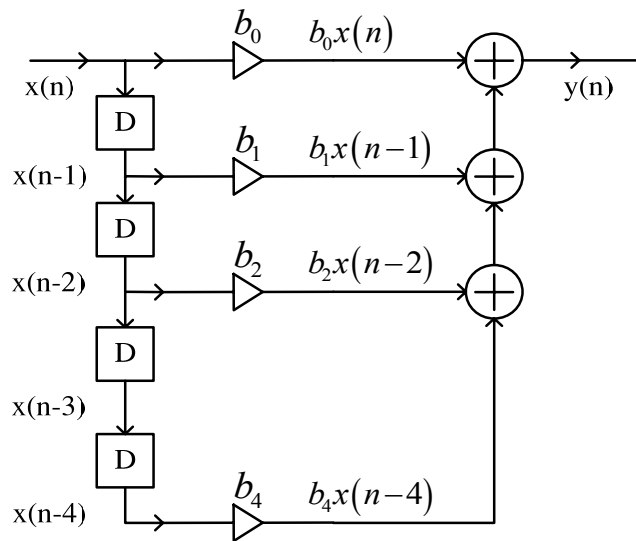 b₀ b₀x(n)
x(n) y(n)
D
b₁ b₁x(n−1)
x(n-1)
D
b₂ b₂x(n−2)
x(n-2)
D
x(n-3)
D
b₄ b₄x(n−4)
x(n-4)